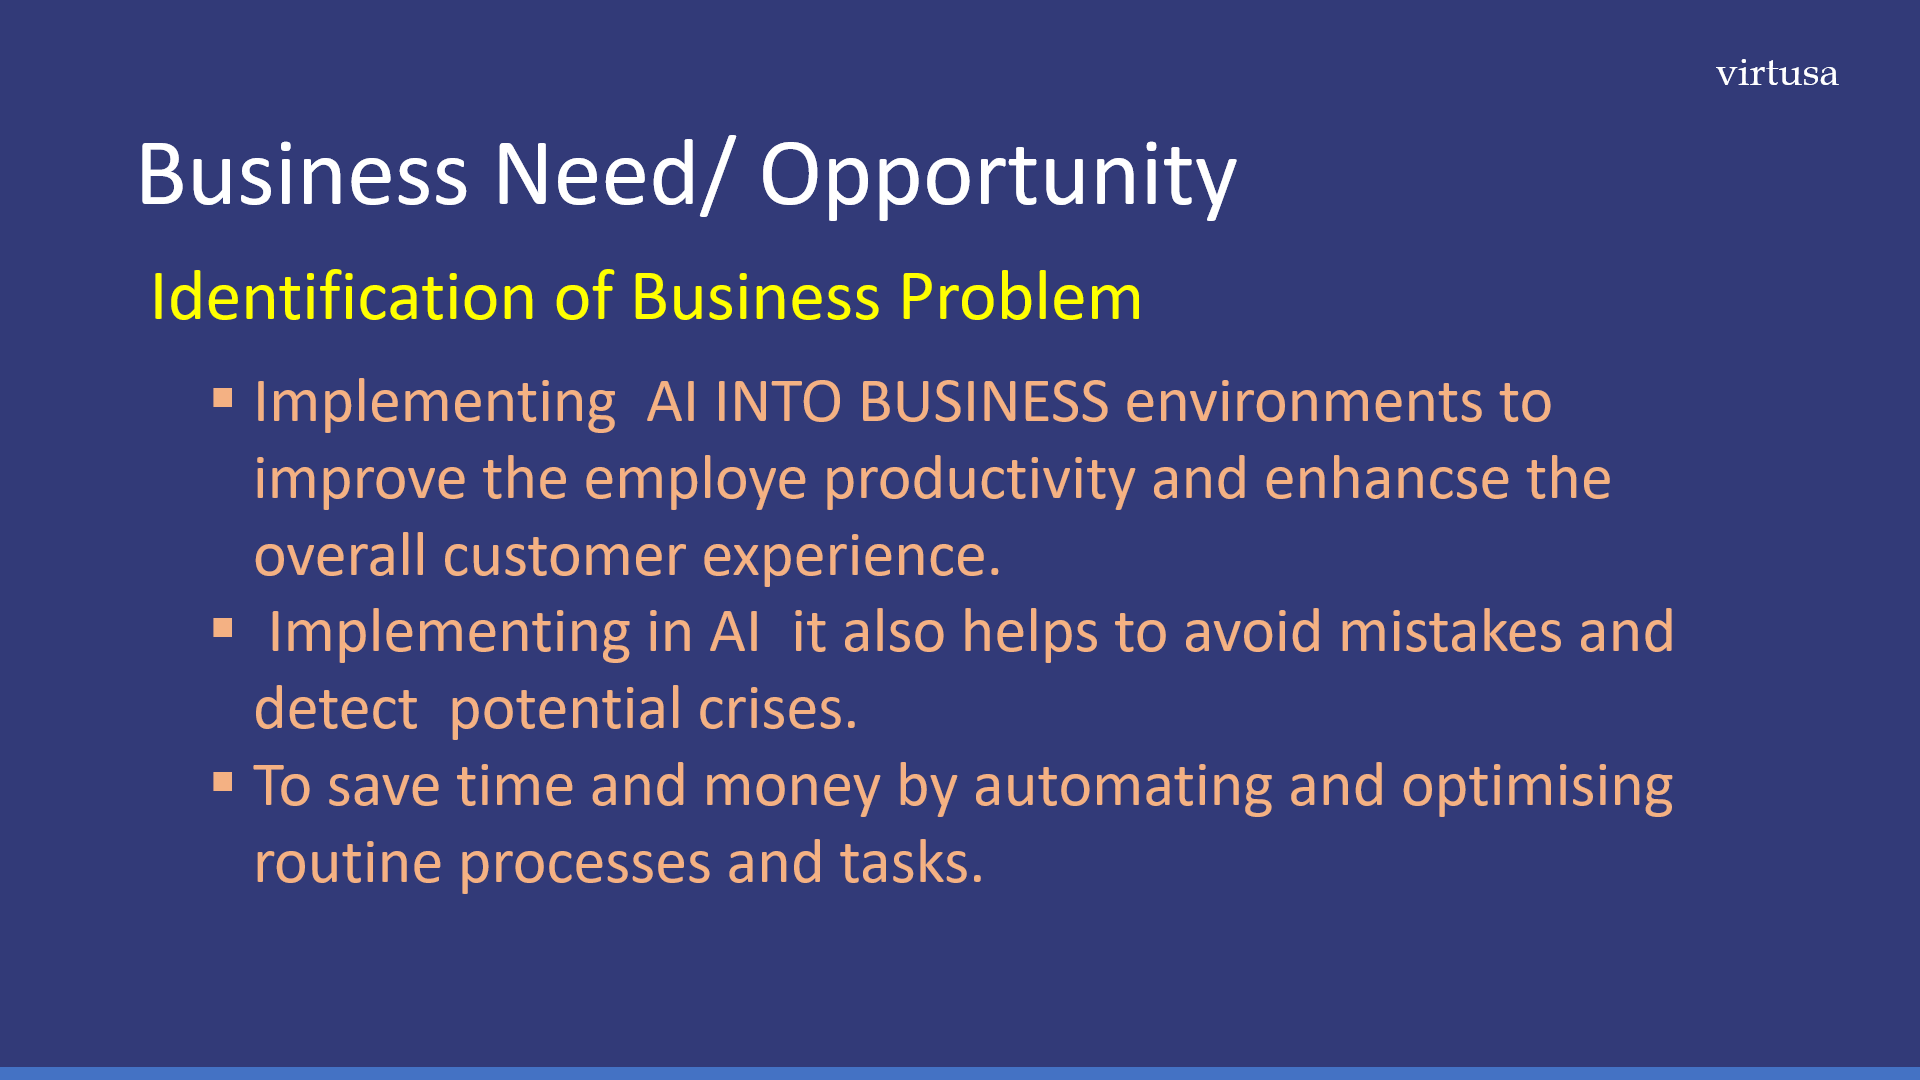 virtusa
Business Need/ Opportunity
Identification of Business Problem
▪ Implementing  AI INTO BUSINESS environments to
improve the employe productivity and enhancse the
overall customer experience.
▪  Implementing in AI  it also helps to avoid mistakes and
detect  potential crises.
▪ To save time and money by automating and optimising
routine processes and tasks.